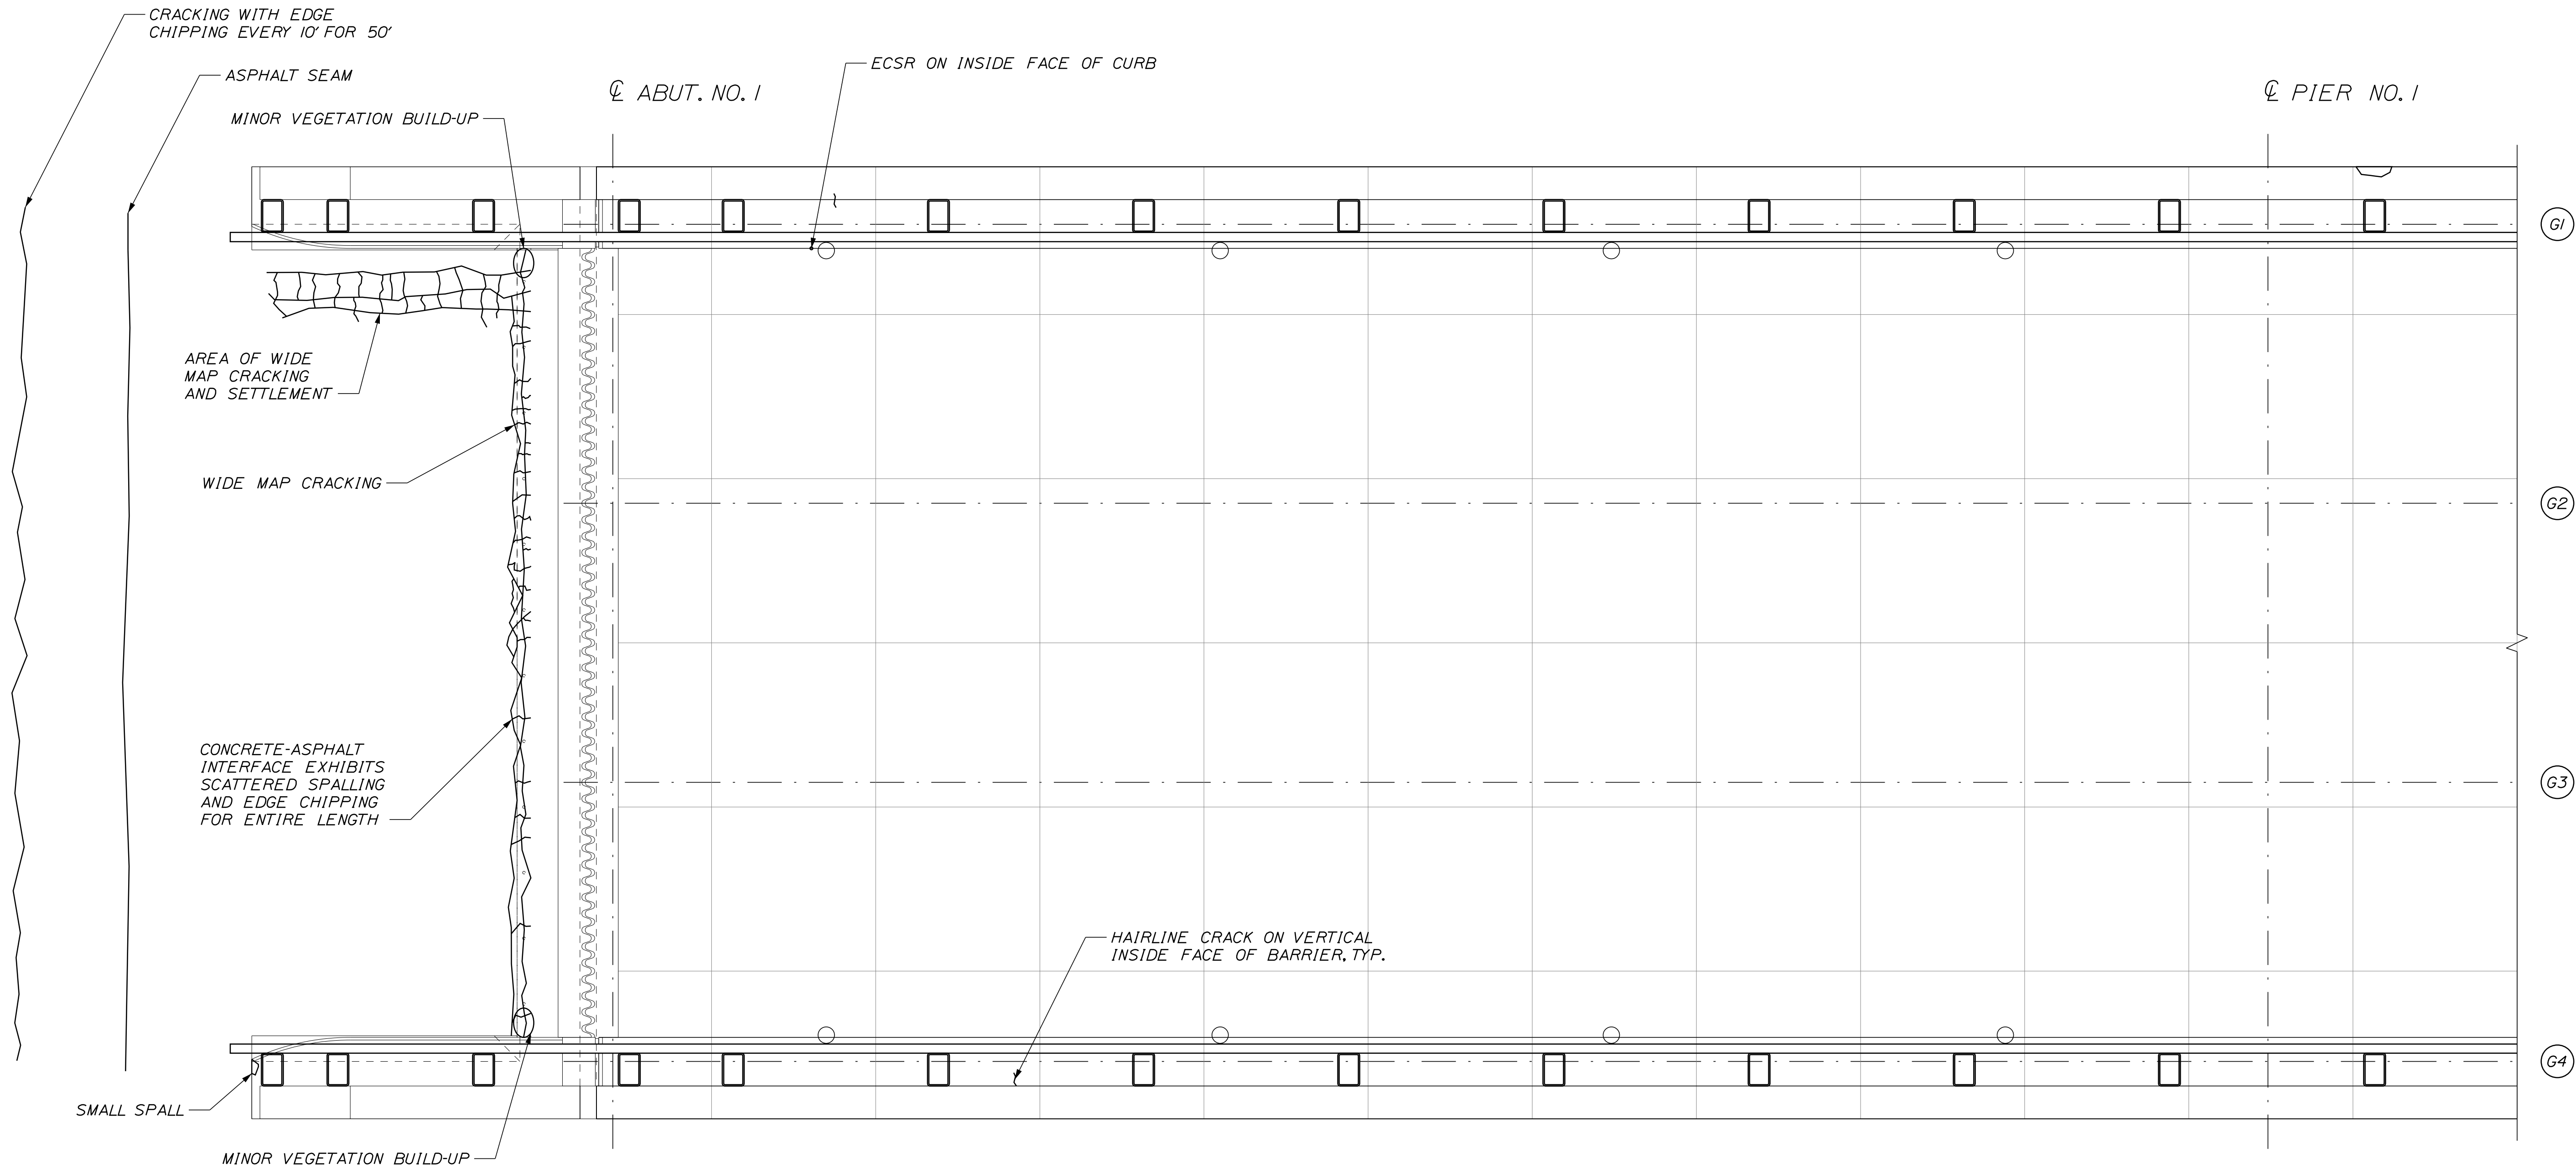 CRACKING WITH EDGE
CHIPPING EVERY 10' FOR 50'
ASPHALT SEAM
MINOR VEGETATION BUILD-UP
℄ ABUT. NO. 1
ECSR ON INSIDE FACE OF CURB
℄ PIER NO. 1
G1
AREA OF WIDE
MAP CRACKING
AND SETTLEMENT
WIDE MAP CRACKING
G2
CONCRETE-ASPHALT
INTERFACE EXHIBITS
SCATTERED SPALLING
AND EDGE CHIPPING
FOR ENTIRE LENGTH
G3
HAIRLINE CRACK ON VERTICAL
INSIDE FACE OF BARRIER, TYP.
G4
SMALL SPALL
MINOR VEGETATION BUILD-UP